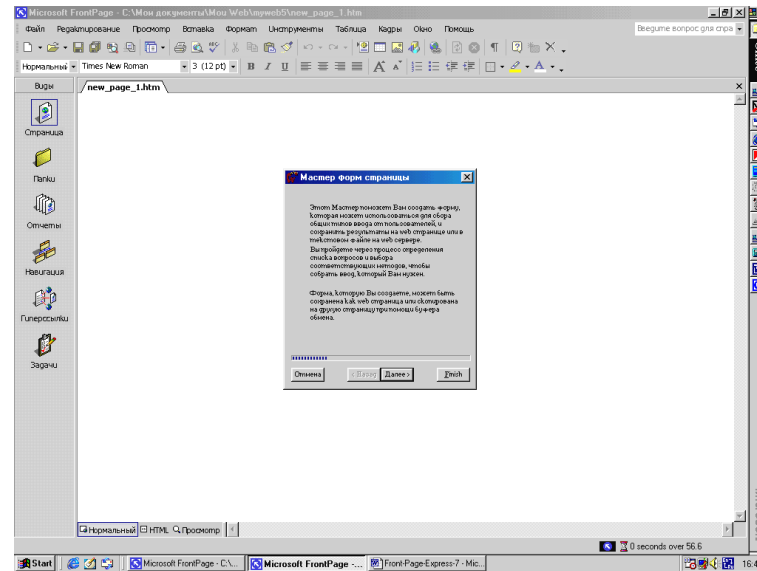 Microsoft FrontPage - C:\Мои документы\Mou Web\myweb5\new_page_1.htm
Файл Редактирование Просмотр Вставка Формат Инструменты Таблица Кадры Окно Помощь
Введите вопрос для спра
Нормальный Times New Roman 3 (12 pt)
Виды
new_page_1.htm
Страница
Папки
Отчеты
Навигация
Гиперссылки
Задачи
Мастер форм страницы
Этот Мастер поможет Вам создать форму,
которая может использоваться для сбора
общих типов ввода от пользователей, и
сохранить результаты на web странице или в
текстовом файле на web сервере.
Вы пройдете через процесс определения
списка вопросов и выбора
соответствующих методов, чтобы
собрать ввод, который Вам нужен.
Форма, которую Вы создаете, может быть
сохранена как web страница или скопирована
на другую страницу при помощи буфера
обмена.
Отмена < Назад Далее > Finish
Нормальный HTML Просмотр
0 seconds over 56.6
Start Microsoft FrontPage - C:\... Microsoft FrontPage -... Front-Page-Express-7 - Mic... 16:4